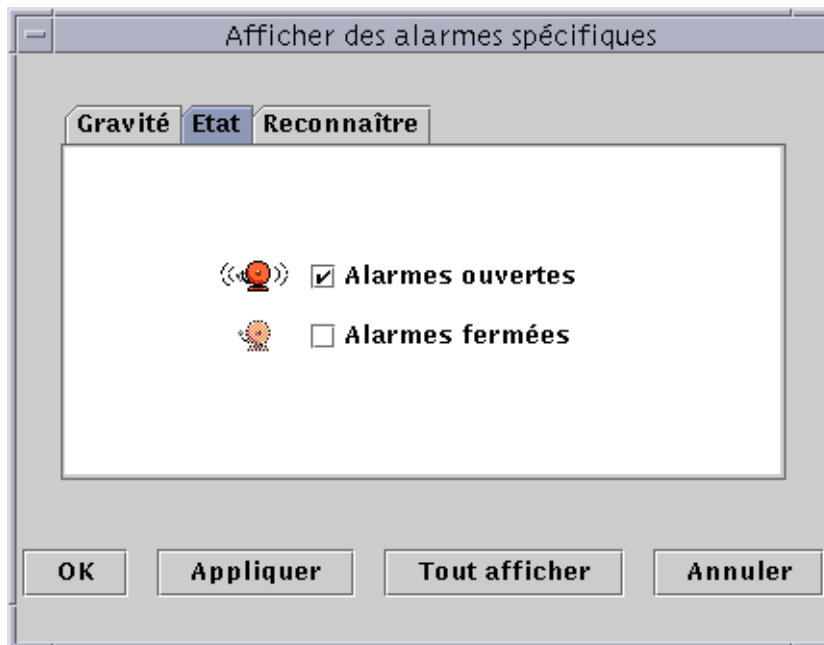 Afficher des alarmes spécifiques
Gravité Etat Reconnaître
Alarmes ouvertes
Alarmes fermées
OK Appliquer Tout afficher Annuler